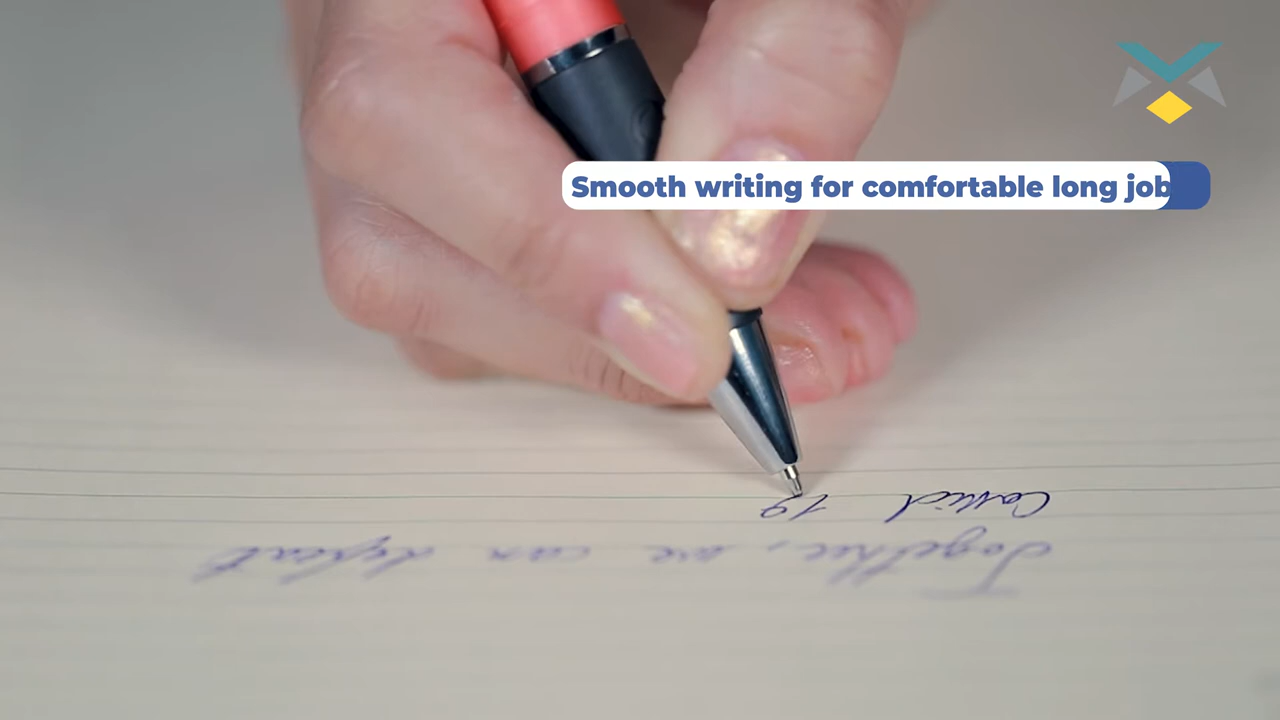 Smooth writing for comfortable long job
Together, we can defeat
Covid 19